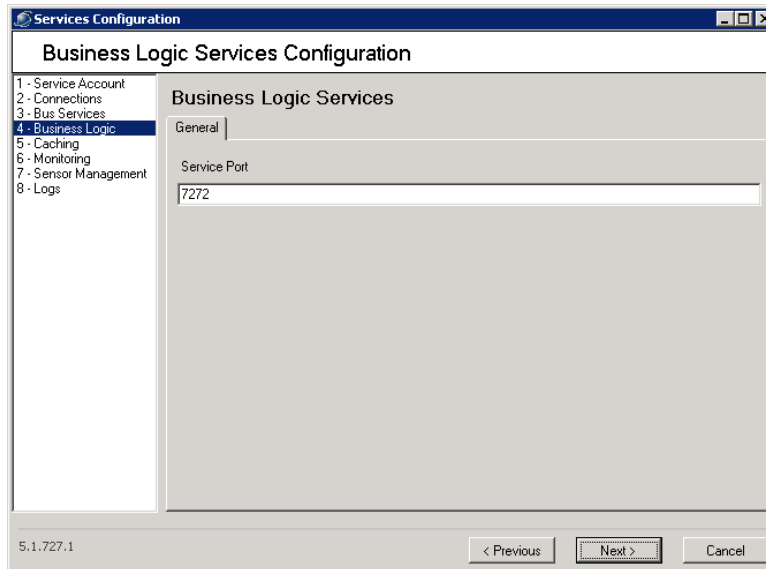 Services Configuration
Business Logic Services Configuration
1 - Service Account
2 - Connections
3 - Bus Services
4 - Business Logic
5 - Caching
6 - Monitoring
7 - Sensor Management
8 - Logs
Business Logic Services
General
Service Port
7272
5.1.727.1
< Previous
Next >
Cancel